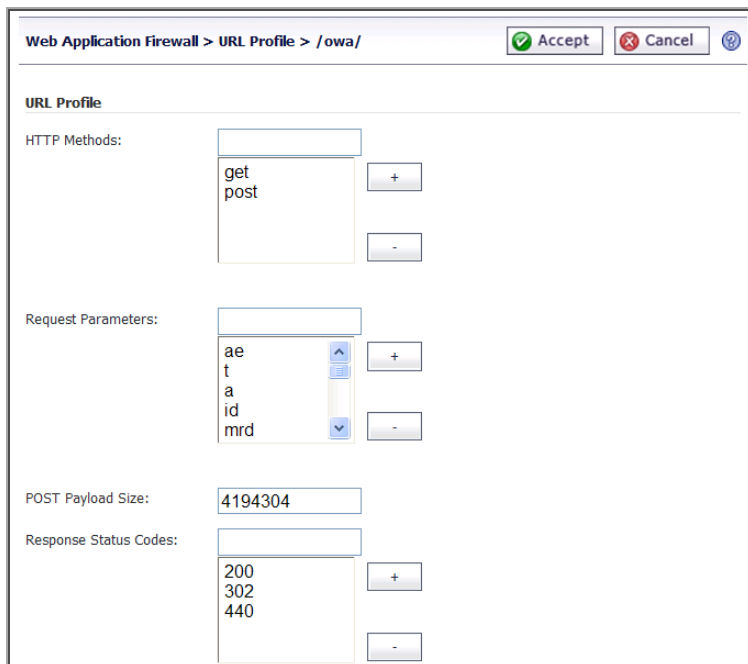 Web Application Firewall > URL Profile > /owa/
Accept
Cancel
?
URL Profile
HTTP Methods:
get
post
+
-
Request Parameters:
ae
t
a
id
mrd
+
-
POST Payload Size:
4194304
Response Status Codes:
200
302
440
+
-